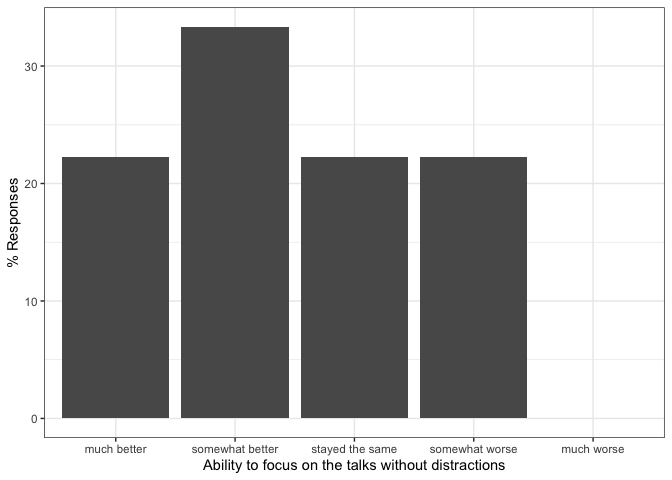 % Responses
30
20
10
0
much better somewhat better stayed the same somewhat worse much worse
Ability to focus on the talks without distractions